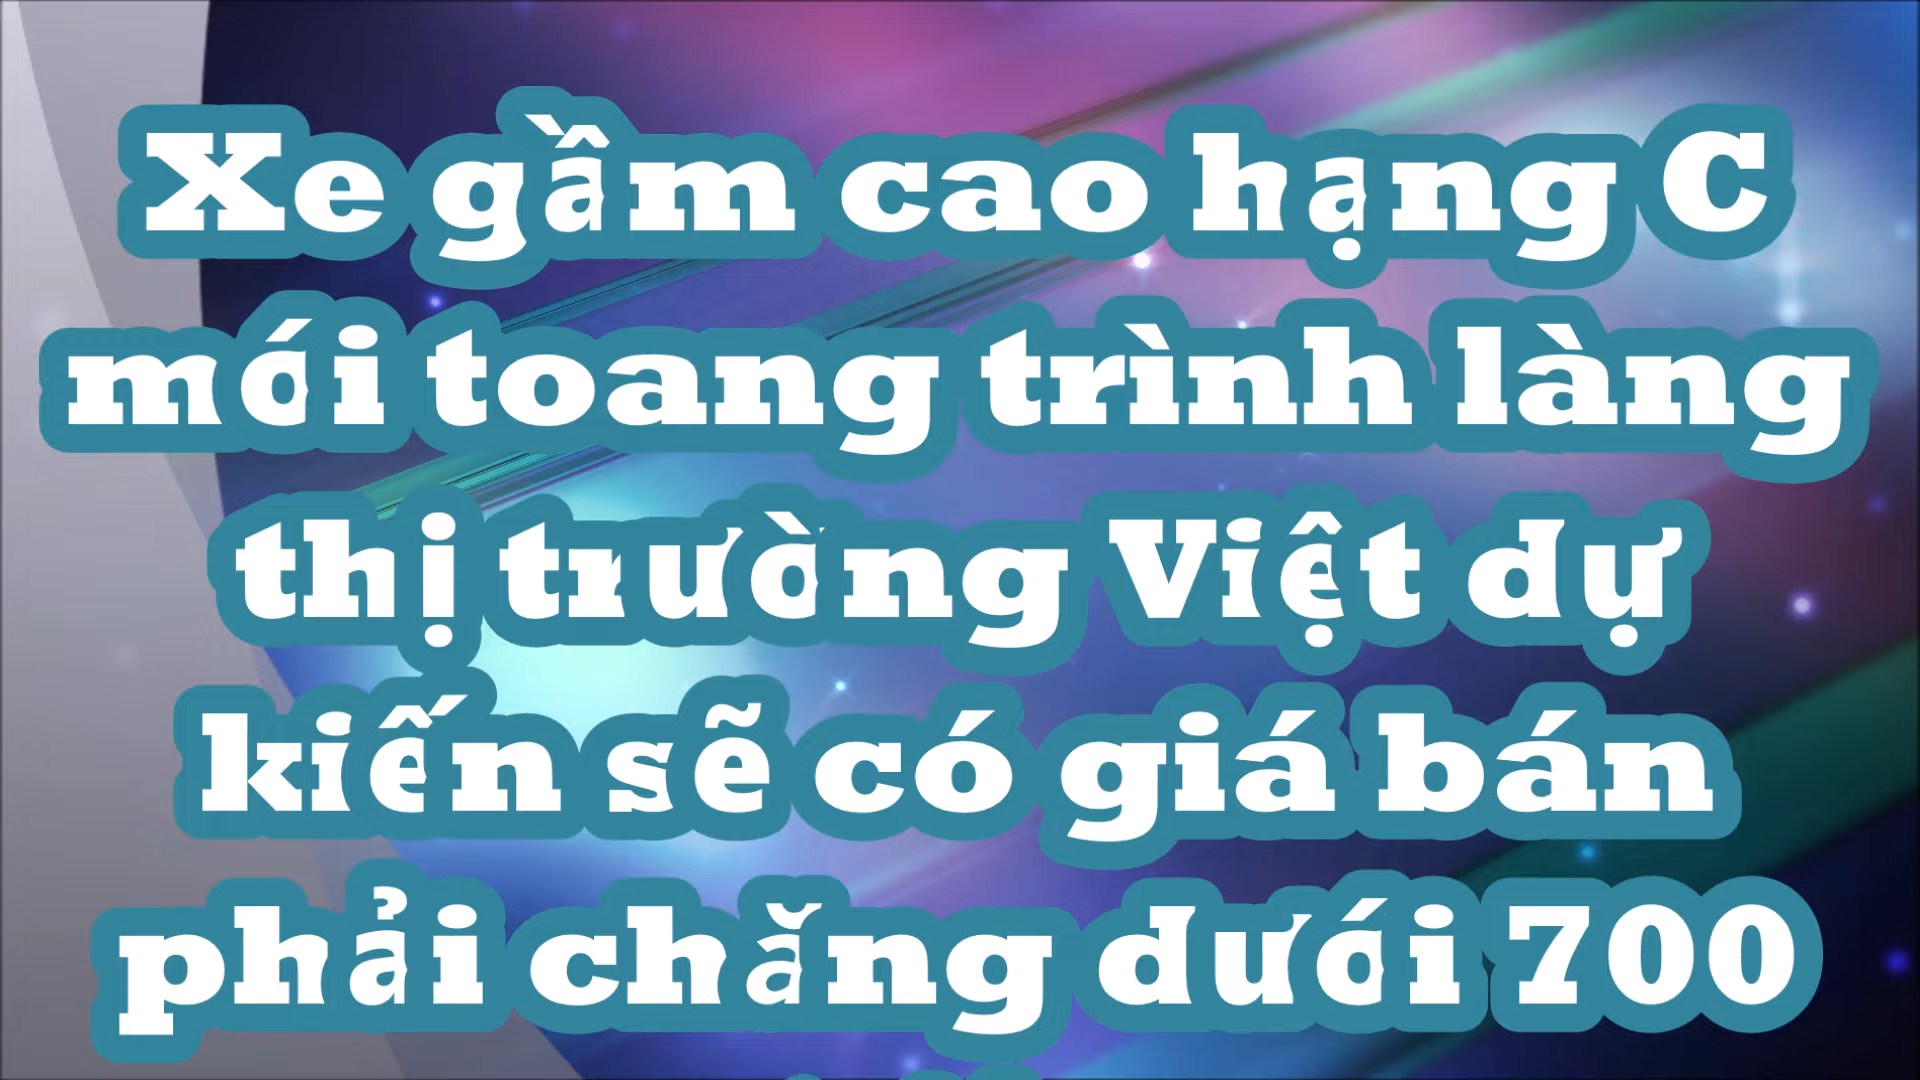 Xe gầm cao hạng C
mới toang trình làng
thị trường Việt dự
kiến sẽ có giá bán
phải chăng dưới 700